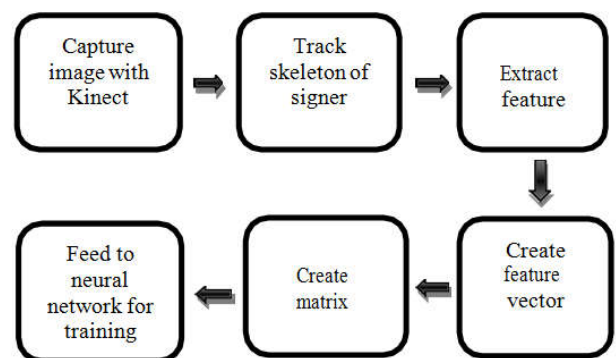 Capture
image with
Kinect
Track
skeleton of
signer
Extract
feature
Create
feature
vector
Create
matrix
Feed to
neural
network for
training